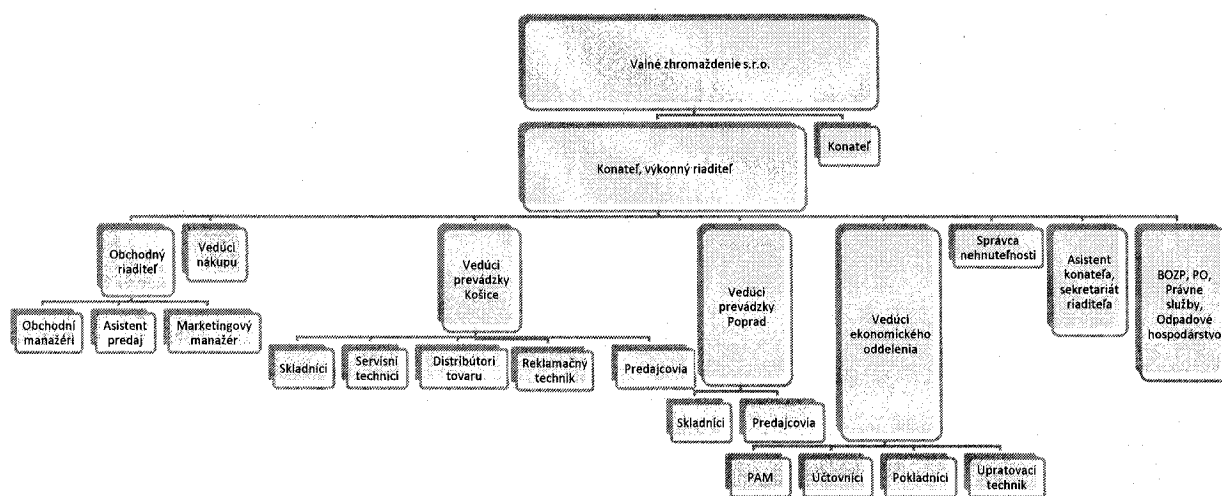 Valné zhromaždenie s.r.o.
Konateľ, výkonný riaditeľ
Konateľ
Obchodný
riaditeľ
Vedúci
nákupu
Vedúci
prevádzky
Košice
Vedúci
prevádzky
Poprad
Vedúci
ekonomického
oddelenia
Správca
nehnuteľnosti
Asistent
konateľa,
sekretariát
riaditeľa
BOZP, PO,
Právne
služby,
Odpadové
hospodárstvo
Obchodní
manažéri
Asistent
predaj
Marketingový
manažér
Skladníci
Servisní
technici
Distribútori
tovaru
Reklamačný
technik
Predajcovia
Skladníci
Predajcovia
PAM
Účtovníci
Pokladníci
Upratovací
technik